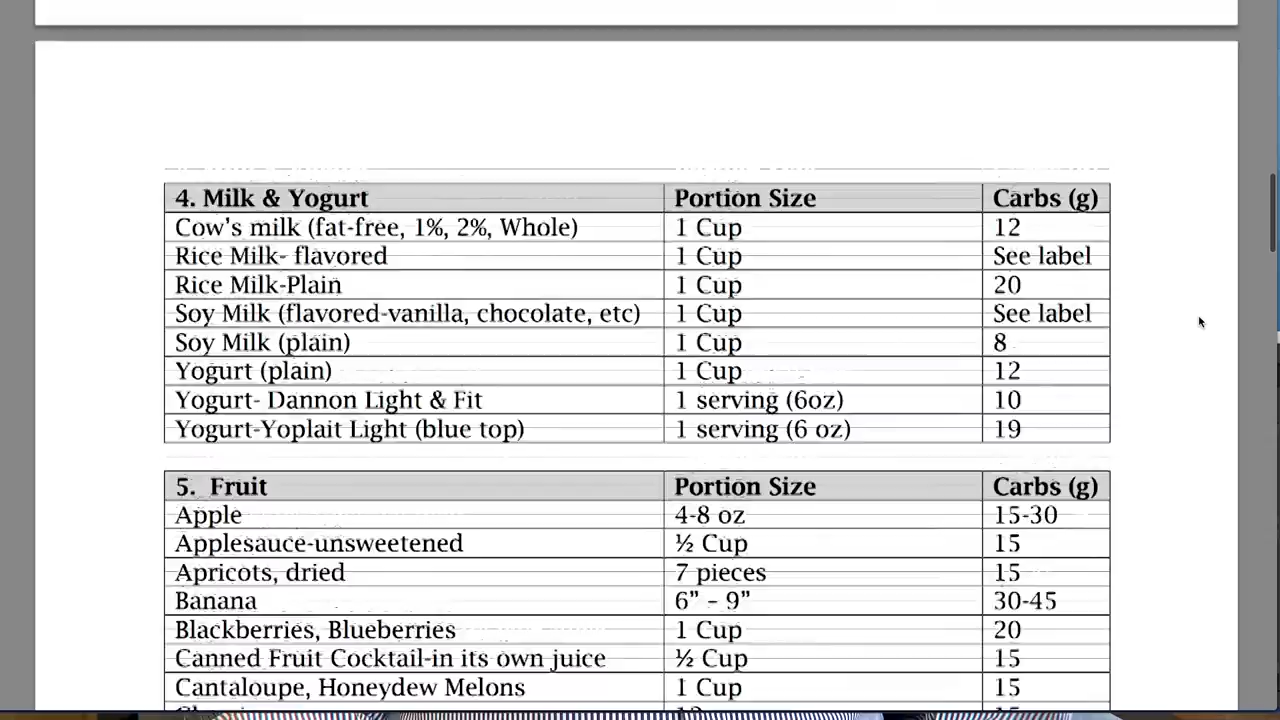 4. Milk & Yogurt Portion Size Carbs (g)
Cow's milk (fat-free, 1%, 2%, Whole) 1 Cup 12
Rice Milk- flavored 1 Cup See label
Rice Milk-Plain 1 Cup 20
Soy Milk (flavored-vanilla, chocolate, etc) 1 Cup See label
Soy Milk (plain) 1 Cup 8
Yogurt (plain) 1 Cup 12
Yogurt- Dannon Light & Fit 1 serving (6oz) 10
Yogurt-Yoplait Light (blue top) 1 serving (6 oz) 19
5. Fruit Portion Size Carbs (g)
Apple 4-8 oz 15-30
Applesauce-unsweetened ½ Cup 15
Apricots, dried 7 pieces 15
Banana 6” – 9” 30-45
Blackberries, Blueberries 1 Cup 20
Canned Fruit Cocktail-in its own juice ½ Cup 15
Cantaloupe, Honeydew Melons 1 Cup 15